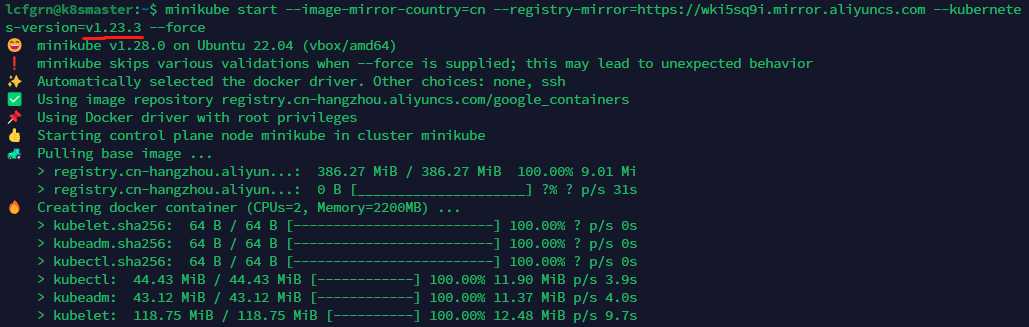 lcfgrn@k8smaster:~$ minikube start --image-mirror-country=cn --registry-mirror=https://wki5sq9i.mirror.aliyuncs.com --kubernete
s-version=v1.23.3 --force
minikube v1.28.0 on Ubuntu 22.04 (vbox/amd64)
minikube skips various validations when --force is supplied; this may lead to unexpected behavior
Automatically selected the docker driver. Other choices: none, ssh
Using image repository registry.cn-hangzhou.aliyuncs.com/google_containers
Using Docker driver with root privileges
Starting control plane node minikube in cluster minikube
Pulling base image ...
> registry.cn-hangzhou.aliyun...:  386.27 MiB / 386.27 MiB  100.00% 9.01 Mi
> registry.cn-hangzhou.aliyun...:  0 B [_____________________] ?% ? p/s 31s
Creating docker container (CPUs=2, Memory=2200MB) ...
> kubelet.sha256:  64 B / 64 B [-------------------------] 100.00% ? p/s 0s
> kubeadm.sha256:  64 B / 64 B [-------------------------] 100.00% ? p/s 0s
> kubectl.sha256:  64 B / 64 B [-------------------------] 100.00% ? p/s 0s
> kubectl:  44.43 MiB / 44.43 MiB [------------] 100.00% 11.90 MiB p/s 3.9s
> kubeadm:  43.12 MiB / 43.12 MiB [------------] 100.00% 11.37 MiB p/s 4.0s
> kubelet:  118.75 MiB / 118.75 MiB [----------] 100.00% 12.48 MiB p/s 9.7s